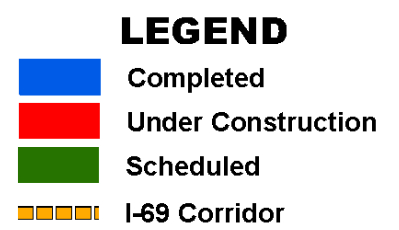 LEGEND
Completed
Under Construction
Scheduled
I-69 Corridor